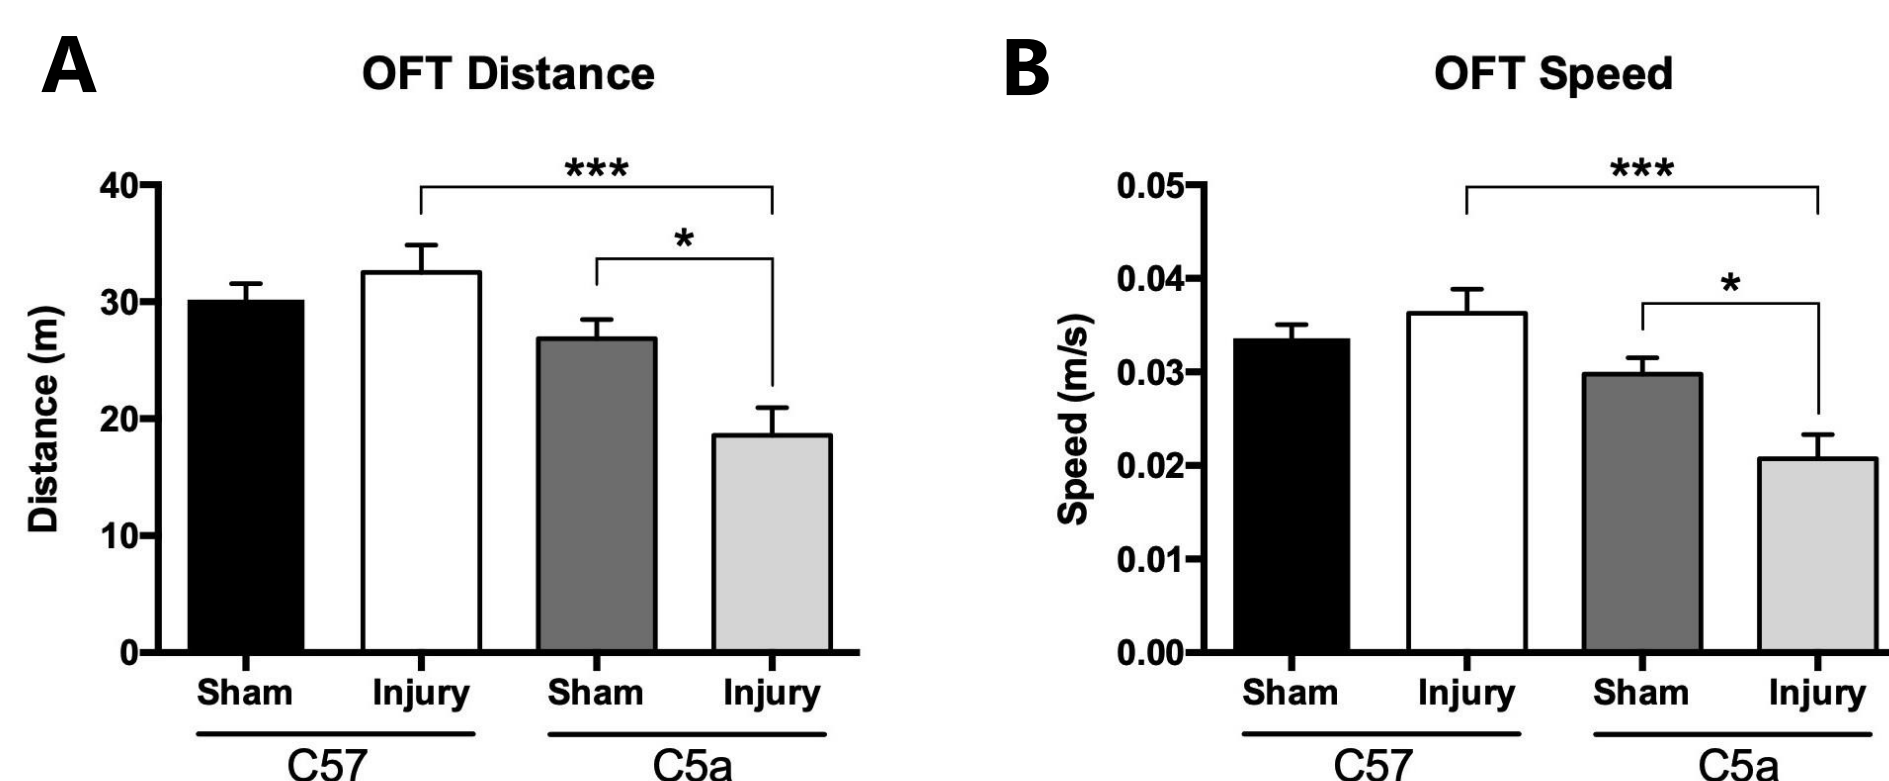 A
OFT Distance
Distance (m)
40
30
20
10
0
***
*
Sham Injury Sham Injury
C57 C5a
B
OFT Speed
Speed (m/s)
0.05
0.04
0.03
0.02
0.01
0.00
***
*
Sham Injury Sham Injury
C57 C5a